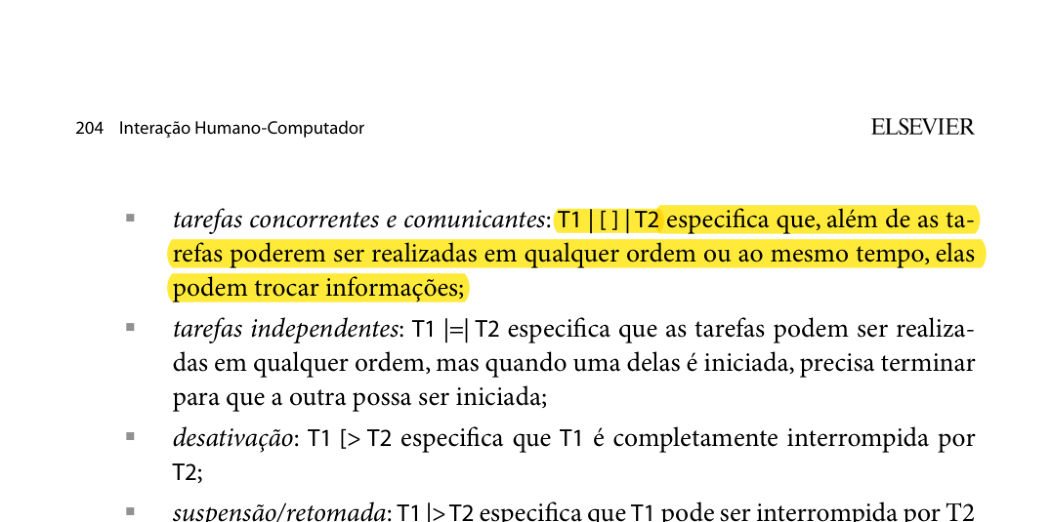 204 Interação Humano-Computador ELSEVIER
▪ tarefas concorrentes e comunicantes: T1 | [ ] | T2 especifica que, além de as ta-
refas poderem ser realizadas em qualquer ordem ou ao mesmo tempo, elas
podem trocar informações;
▪ tarefas independentes: T1 |=| T2 especifica que as tarefas podem ser realiza-
das em qualquer ordem, mas quando uma delas é iniciada, precisa terminar
para que a outra possa ser iniciada;
▪ desativação: T1 [> T2 especifica que T1 é completamente interrompida por
T2;
▪ suspensão/retomada: T1 |> T2 especifica que T1 pode ser interrompida por T2